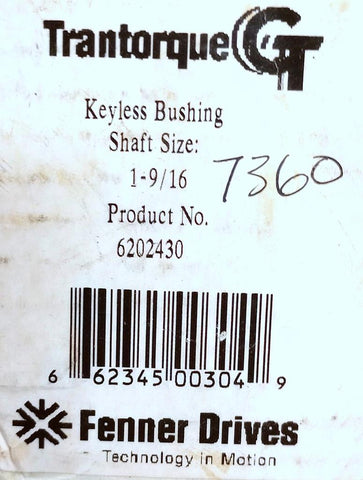 Trantorque GT
Keyless Bushing
Shaft Size:
1-9/16
7360
Product No.
6202430
6 62345 00304 9
Fenner Drives
Technology in Motion